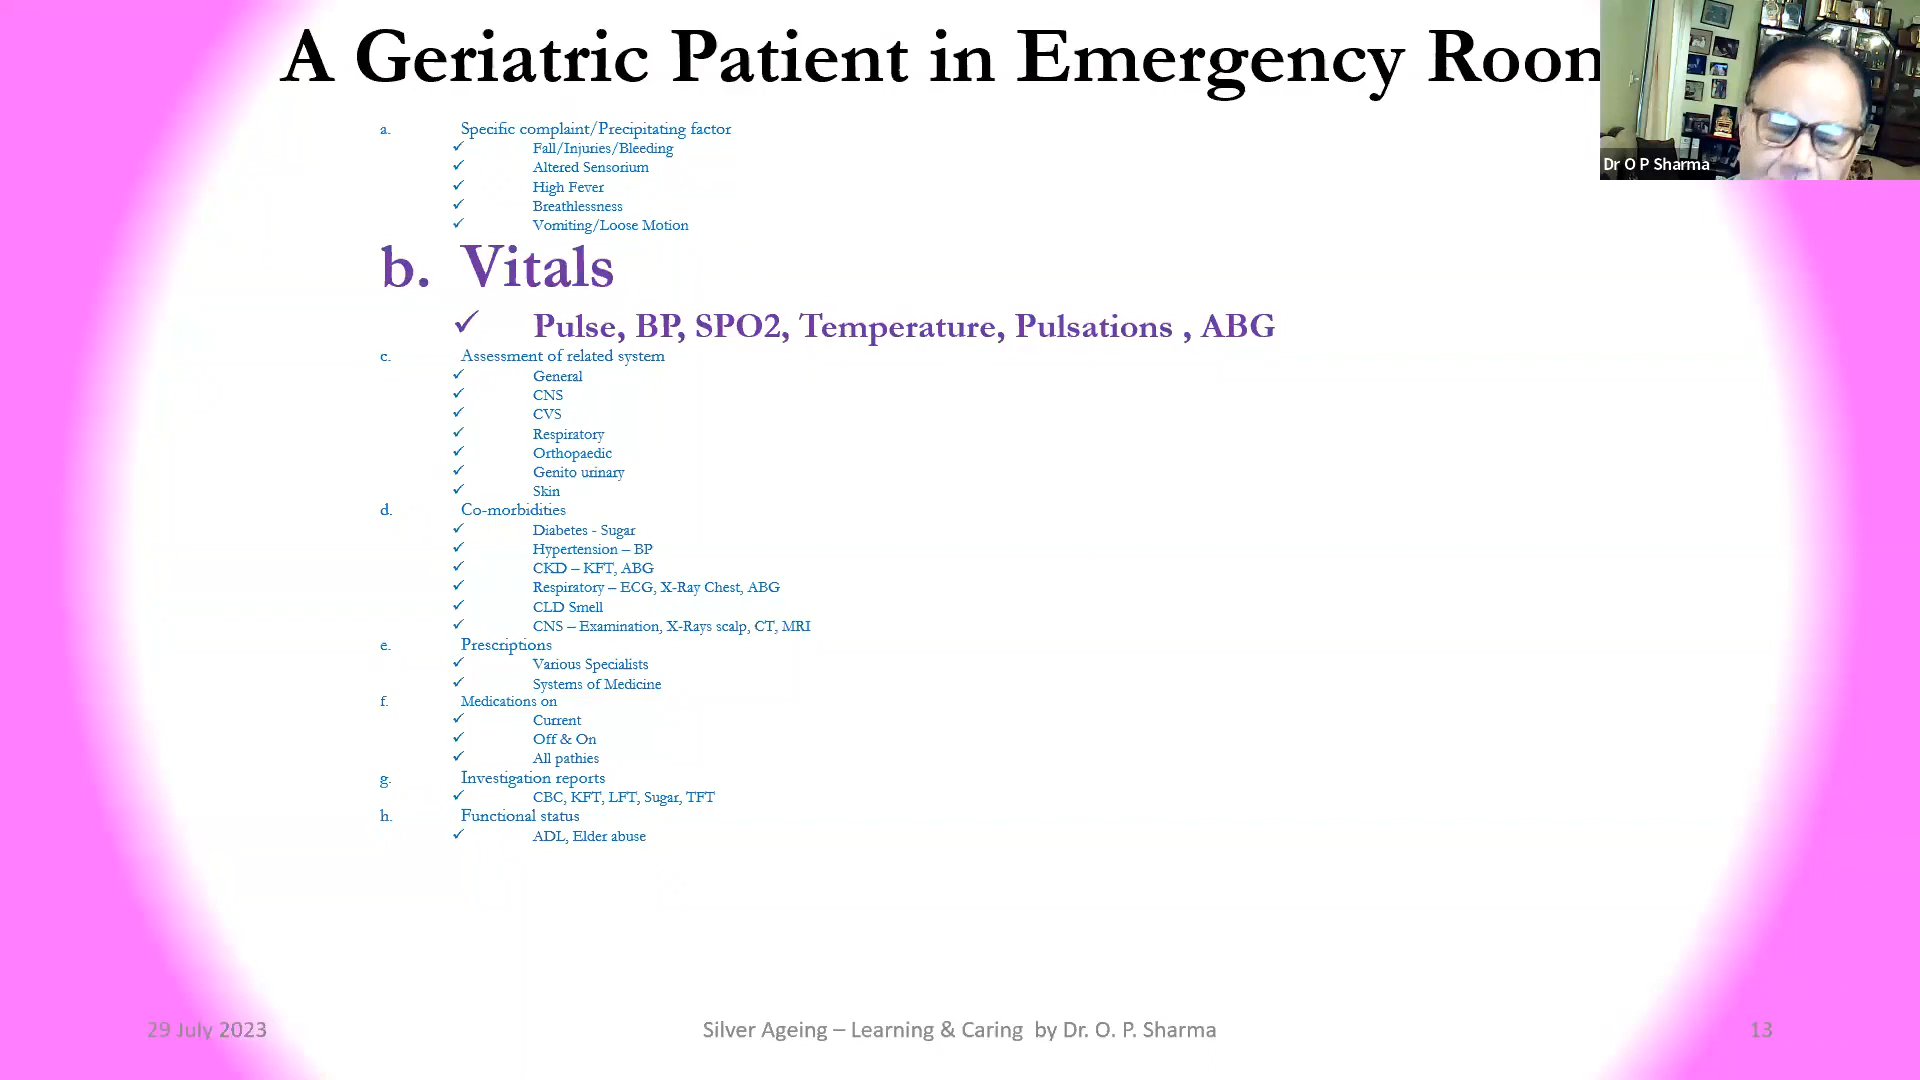 A Geriatric Patient in Emergency Roon
Dr O P Sharma
a. Specific complaint/Precipitating factor
✓ Fall/Injuries/Bleeding
✓ Altered Sensorium
✓ High Fever
✓ Breathlessness
✓ Vomiting/Loose Motion
b. Vitals
✓ Pulse, BP, SPO2, Temperature, Pulsations , ABG
c. Assessment of related system
✓ General
✓ CNS
✓ CVS
✓ Respiratory
✓ Orthopaedic
✓ Genito urinary
✓ Skin
d. Co-morbidities
✓ Diabetes - Sugar
✓ Hypertension – BP
✓ CKD – KFT, ABG
✓ Respiratory – ECG, X-Ray Chest, ABG
✓ CLD Smell
✓ CNS – Examination, X-Rays scalp, CT, MRI
e. Prescriptions
✓ Various Specialists
✓ Systems of Medicine
f. Medications on
✓ Current
✓ Off & On
✓ All pathies
g. Investigation reports
✓ CBC, KFT, LFT, Sugar, TFT
h. Functional status
✓ ADL, Elder abuse
29 July 2023
Silver Ageing – Learning & Caring by Dr. O. P. Sharma
13